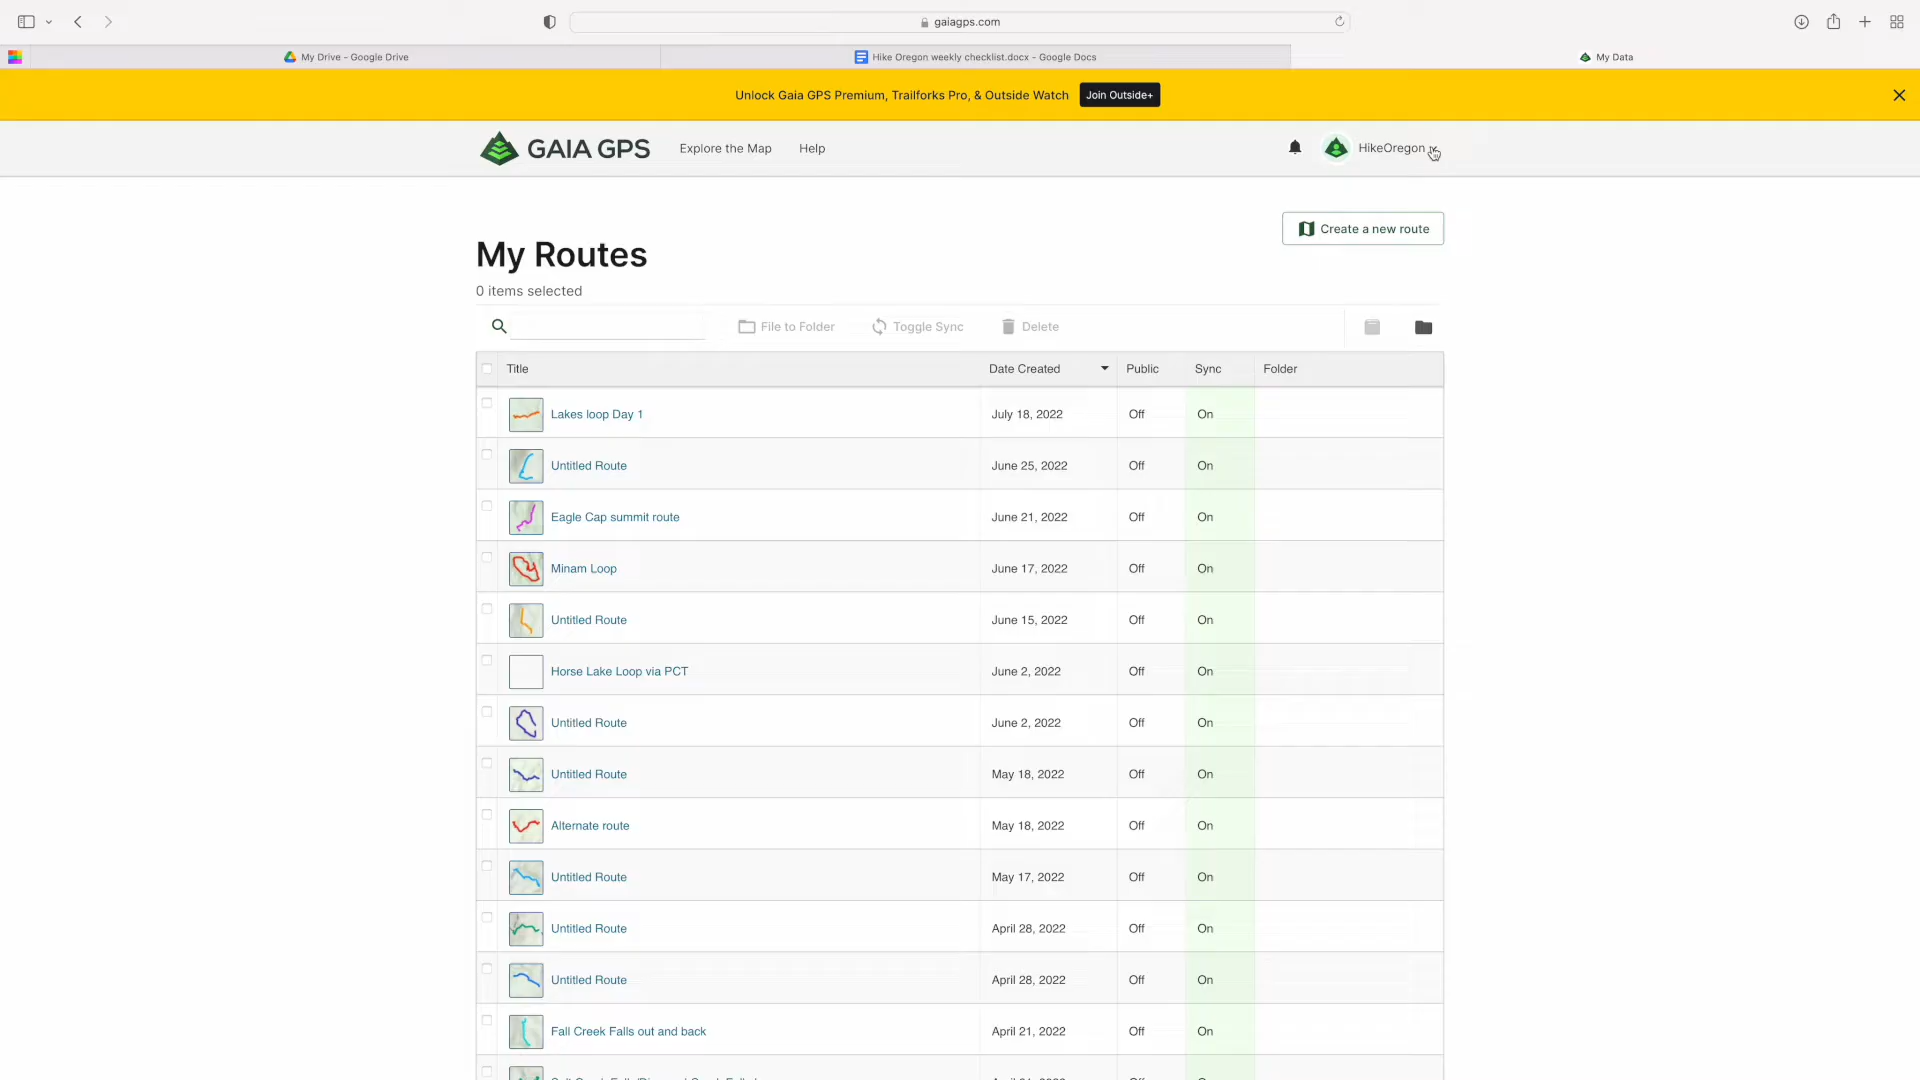 gaiagps.com
My Drive – Google Drive
Hike Oregon weekly checklist.docx - Google Docs
My Data
Unlock Gaia GPS Premium, Trailforks Pro, & Outside Watch
Join Outside+
GAIA GPS
Explore the Map
Help
HikeOregon
Create a new route
My Routes
0 items selected
File to Folder
Toggle Sync
Delete
Title Date Created Public Sync Folder
Lakes loop Day 1 July 18, 2022 Off On
Untitled Route June 25, 2022 Off On
Eagle Cap summit route June 21, 2022 Off On
Minam Loop June 17, 2022 Off On
Untitled Route June 15, 2022 Off On
Horse Lake Loop via PCT June 2, 2022 Off On
Untitled Route June 2, 2022 Off On
Untitled Route May 18, 2022 Off On
Alternate route May 18, 2022 Off On
Untitled Route May 17, 2022 Off On
Untitled Route April 28, 2022 Off On
Untitled Route April 28, 2022 Off On
Fall Creek Falls out and back April 21, 2022 Off On